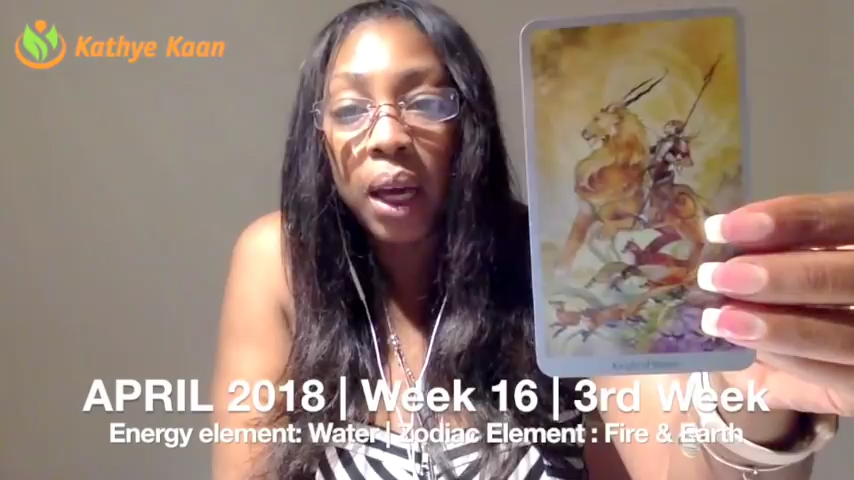 Kathye Kaan
APRIL 2018 | Week 16 | 3rd Week
Energy element: Water | Zodiac Element : Fire & Earth